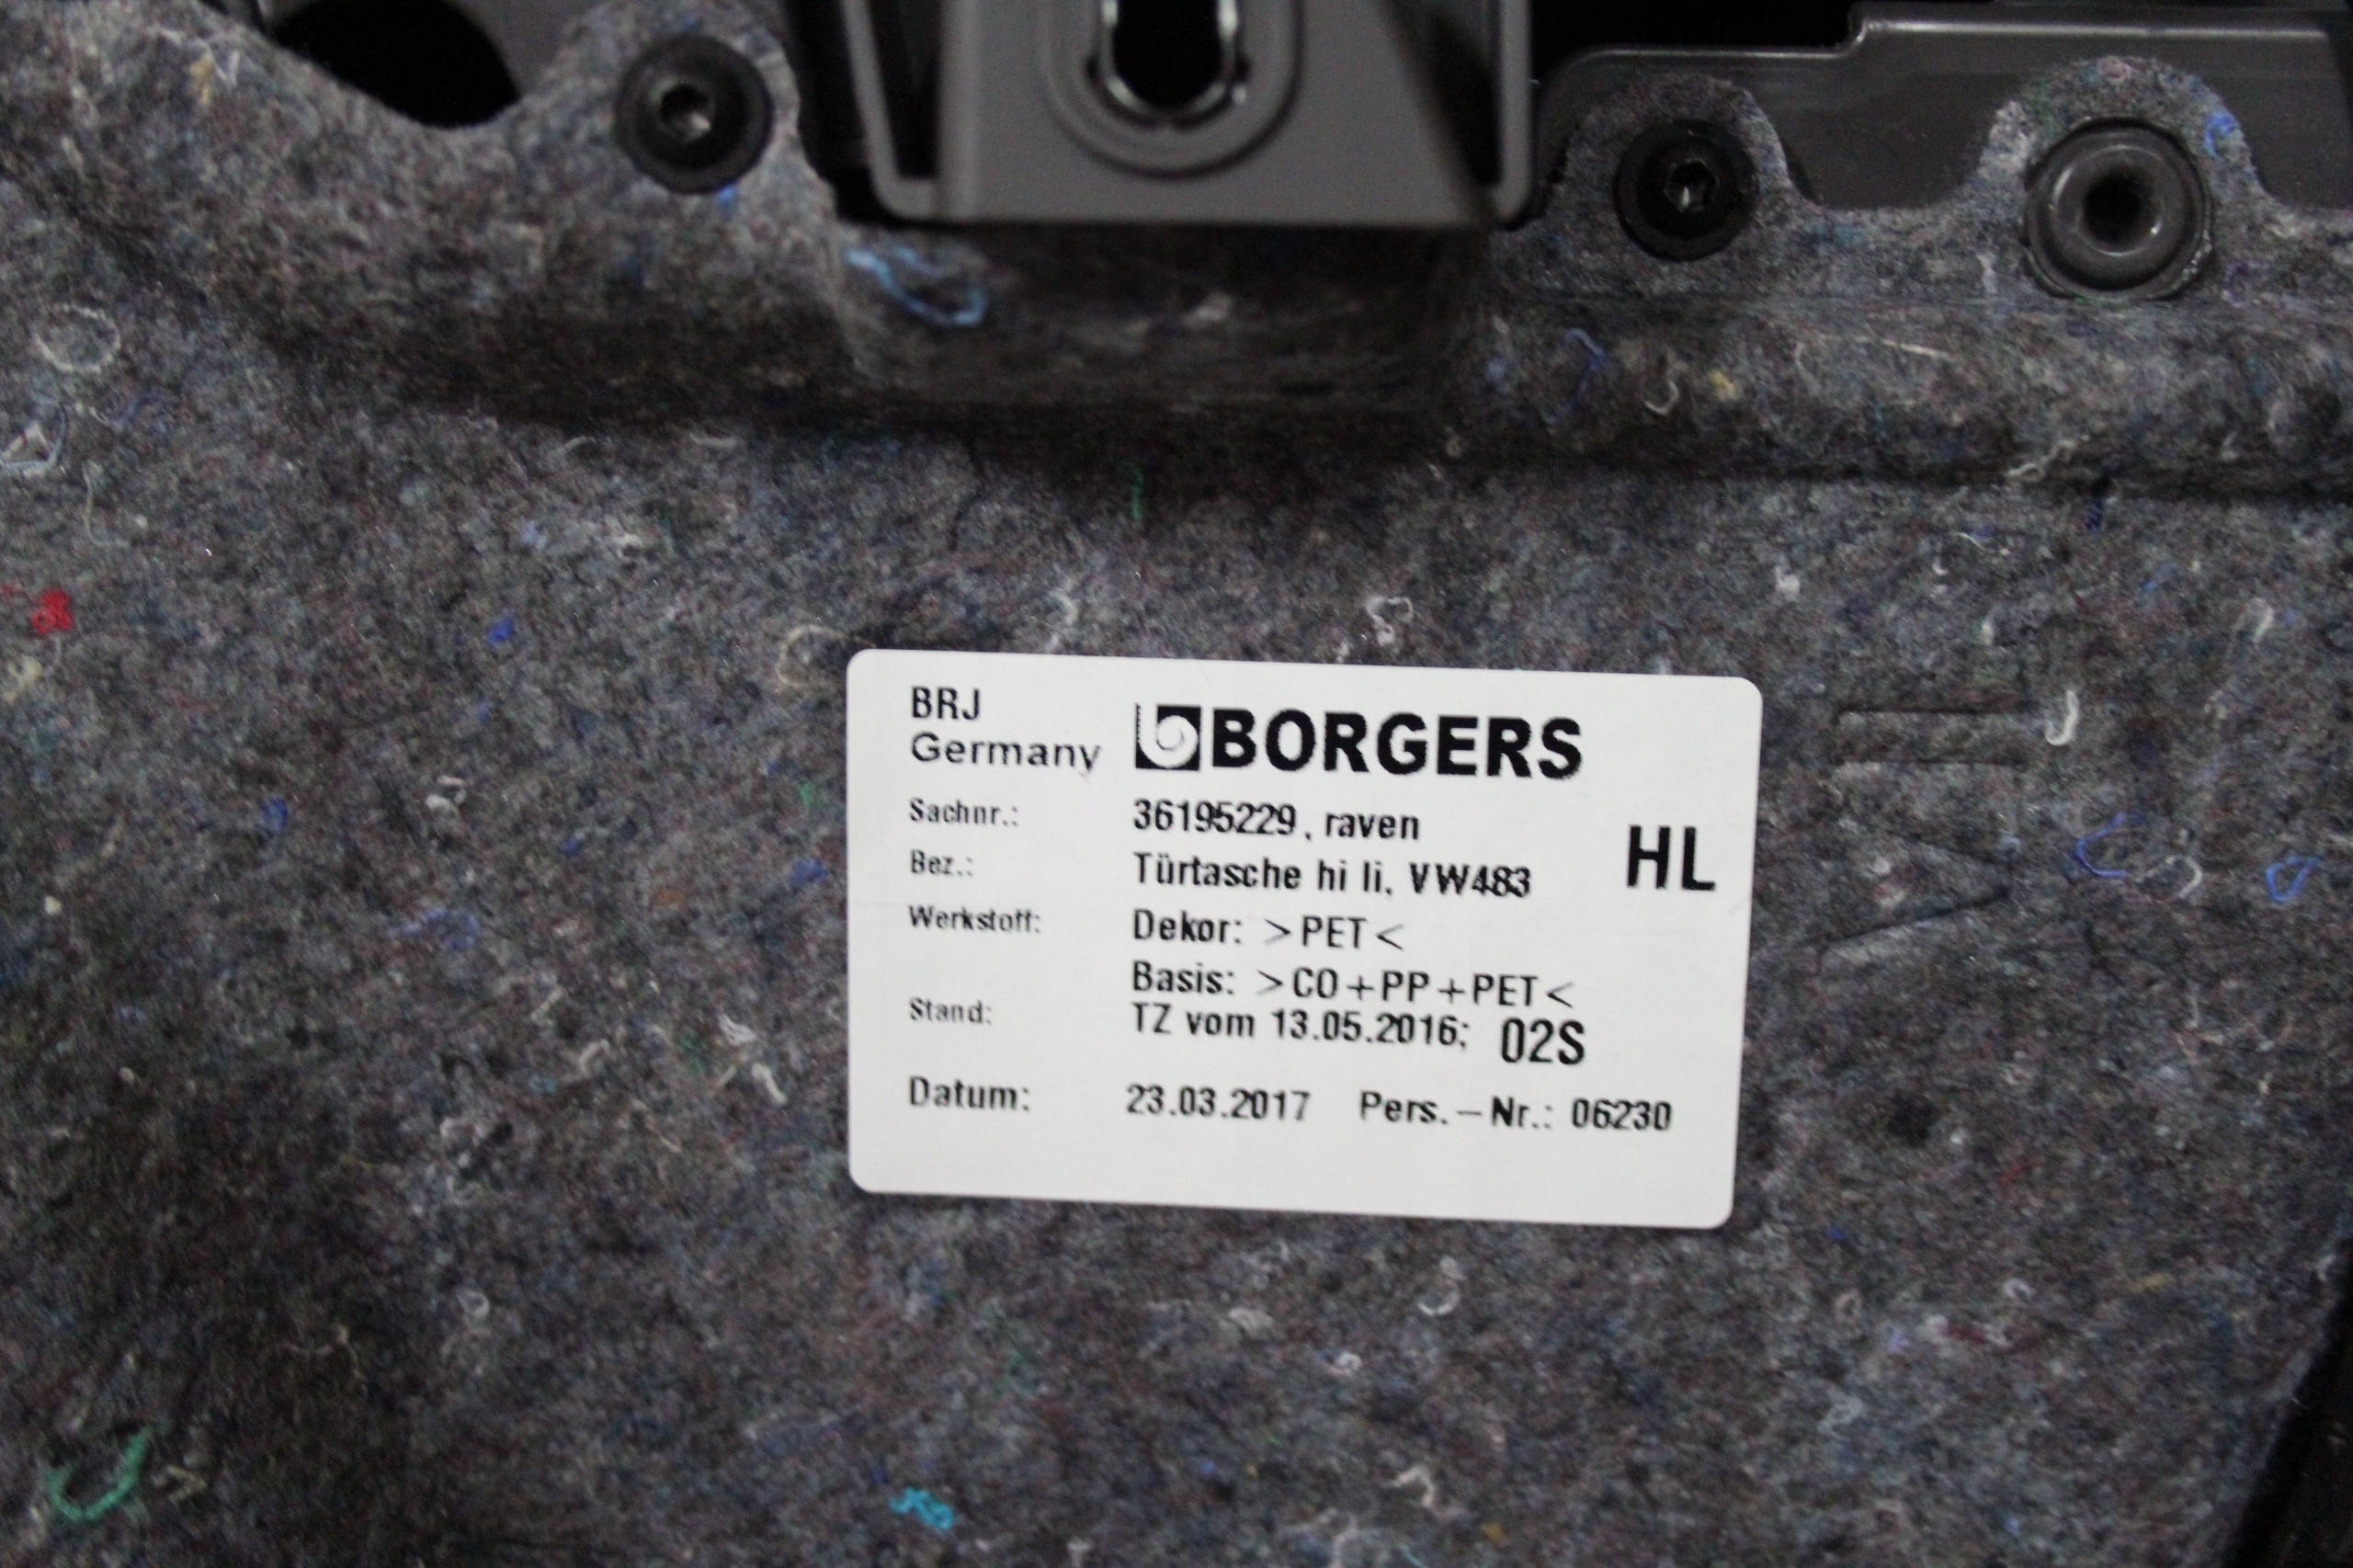 BRJ
Germany
BORGERS
Sachnr.: 36195229, raven
HL
Bez.: Türtasche hi li, VW483
Werkstoff: Dekor: >PET<
Basis: >CO+PP+PET<
Stand: TZ vom 13.05.2016; 02S
Datum: 23.03.2017 Pers.-Nr.: 06230